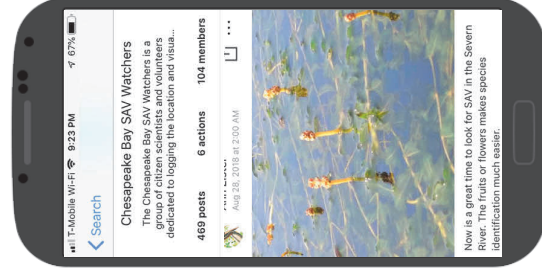 T-Mobile Wi-Fi 9:23 PM 67%
Search
Chesapeake Bay SAV Watchers
The Chesapeake Bay SAV Watchers is a
group of citizen scientists and volunteers
dedicated to logging the location and visua...
469 posts 6 actions 104 members
Aug 28, 2018 at 2:00 AM
Now is a great time to look for SAV in the Severn
River. The fruits or flowers makes species
identification much easier.